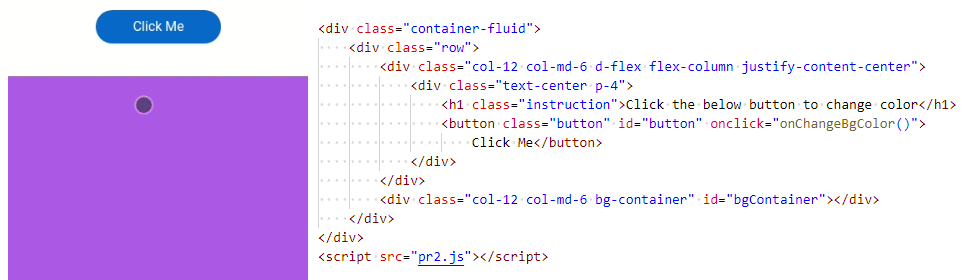 Click Me
<div class="container-fluid">
<div class="row">
<div class="col-12 col-md-6 d-flex flex-column justify-content-center">
<div class="text-center p-4">
<h1 class="instruction">Click the below button to change color</h1>
<button class="button" id="button" onclick="onChangeBgColor()">
Click Me</button>
</div>
</div>
<div class="col-12 col-md-6 bg-container" id="bgContainer"></div>
</div>
</div>
<script src="pr2.js"></script>